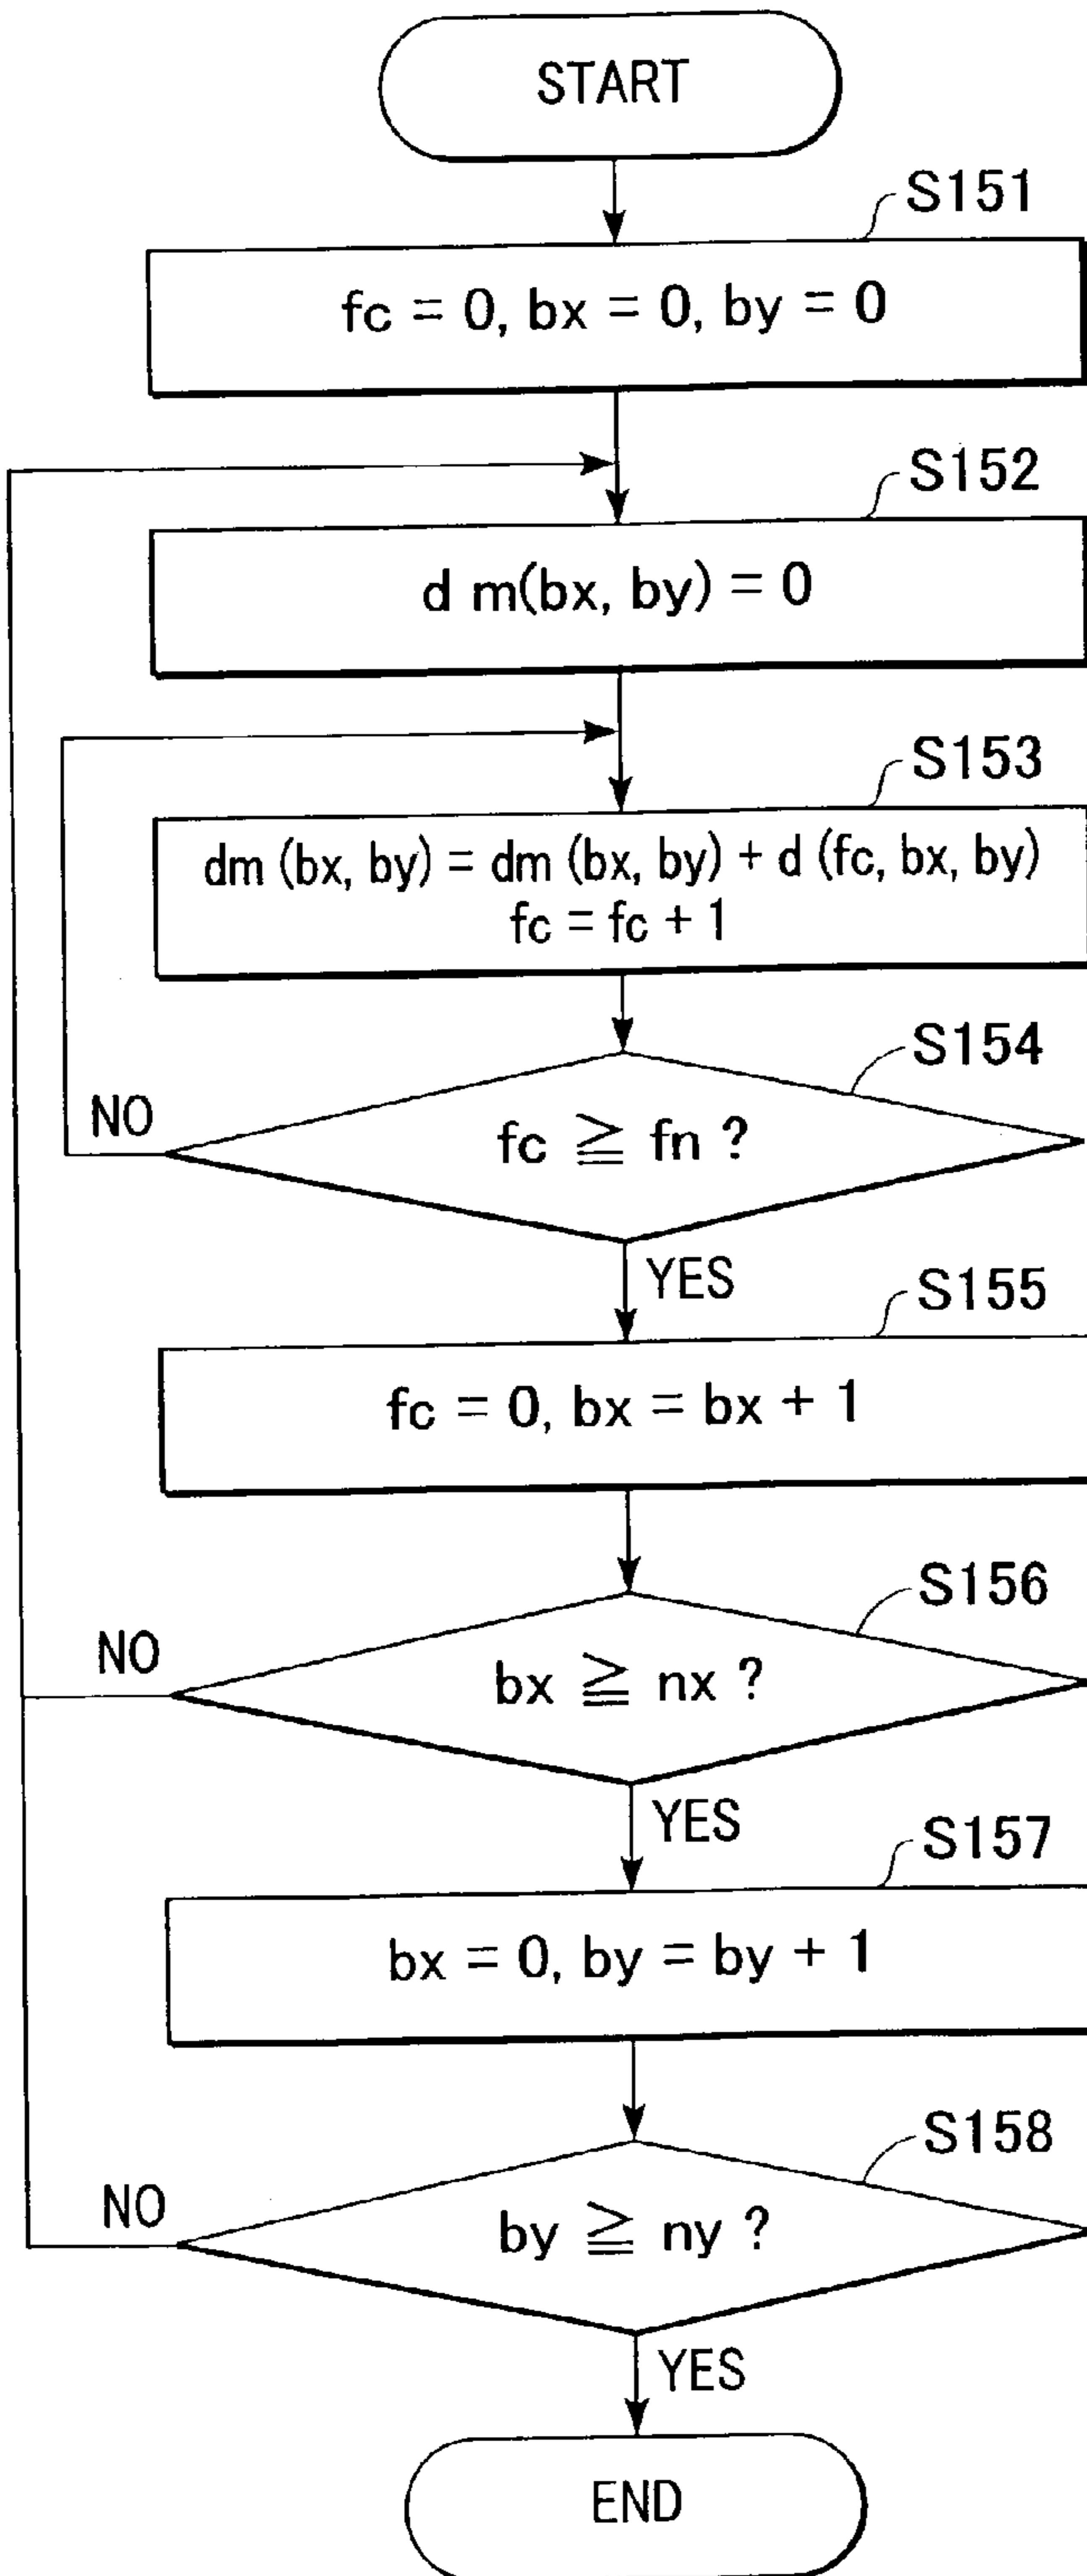 START
S151
fc = 0, bx = 0, by = 0
S152
d m(bx, by) = 0
S153
dm (bx, by) = dm (bx, by) + d (fc, bx, by)
fc = fc + 1
S154
NO
fc ≧ fn ?
YES
S155
fc = 0, bx = bx + 1
S156
NO
bx ≧ nx ?
YES
S157
bx = 0, by = by + 1
S158
NO
by ≧ ny ?
YES
END